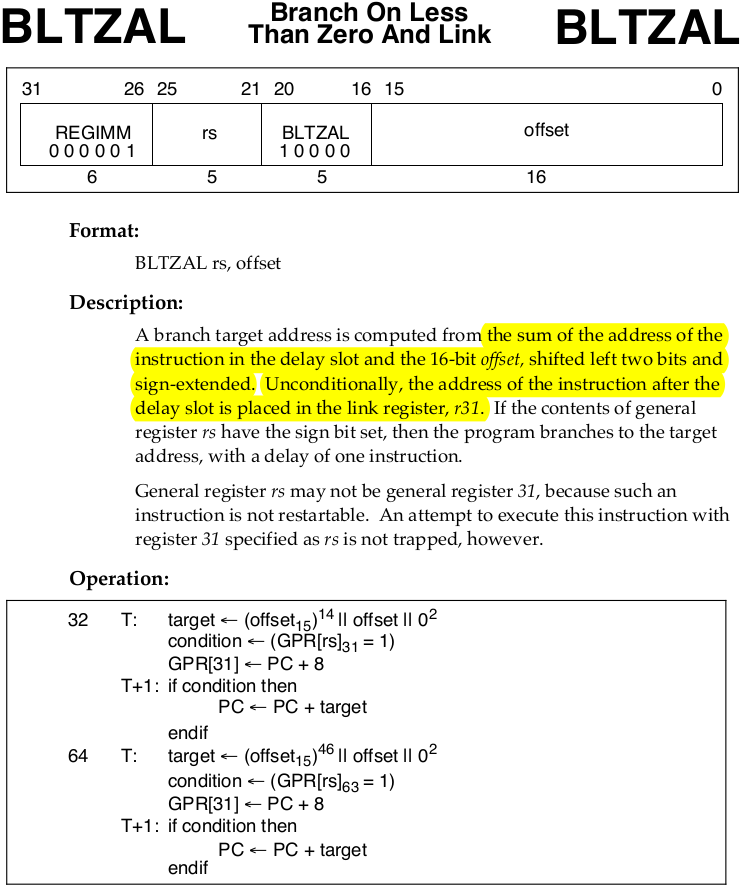 BLTZAL Branch On Less BLTZAL
Than Zero And Link
31 26 25 21 20 16 15 0
REGIMM rs BLTZAL offset
0 0 0 0 0 1 1 0 0 0 0
6 5 5 16
Format:
BLTZAL rs, offset
Description:
A branch target address is computed from the sum of the address of the
instruction in the delay slot and the 16-bit offset, shifted left two bits and
sign-extended. Unconditionally, the address of the instruction after the
delay slot is placed in the link register, r31. If the contents of general
register rs have the sign bit set, then the program branches to the target
address, with a delay of one instruction.
General register rs may not be general register 31, because such an
instruction is not restartable. An attempt to execute this instruction with
register 31 specified as rs is not trapped, however.
Operation:
32 T: target ← (offset₁₅)¹⁴ || offset || 0²
condition ← (GPR[rs]₃₁ = 1)
GPR[31] ← PC + 8
T+1: if condition then
PC ← PC + target
endif
64 T: target ← (offset₁₅)⁴⁶ || offset || 0²
condition ← (GPR[rs]₆₃ = 1)
GPR[31] ← PC + 8
T+1: if condition then
PC ← PC + target
endif